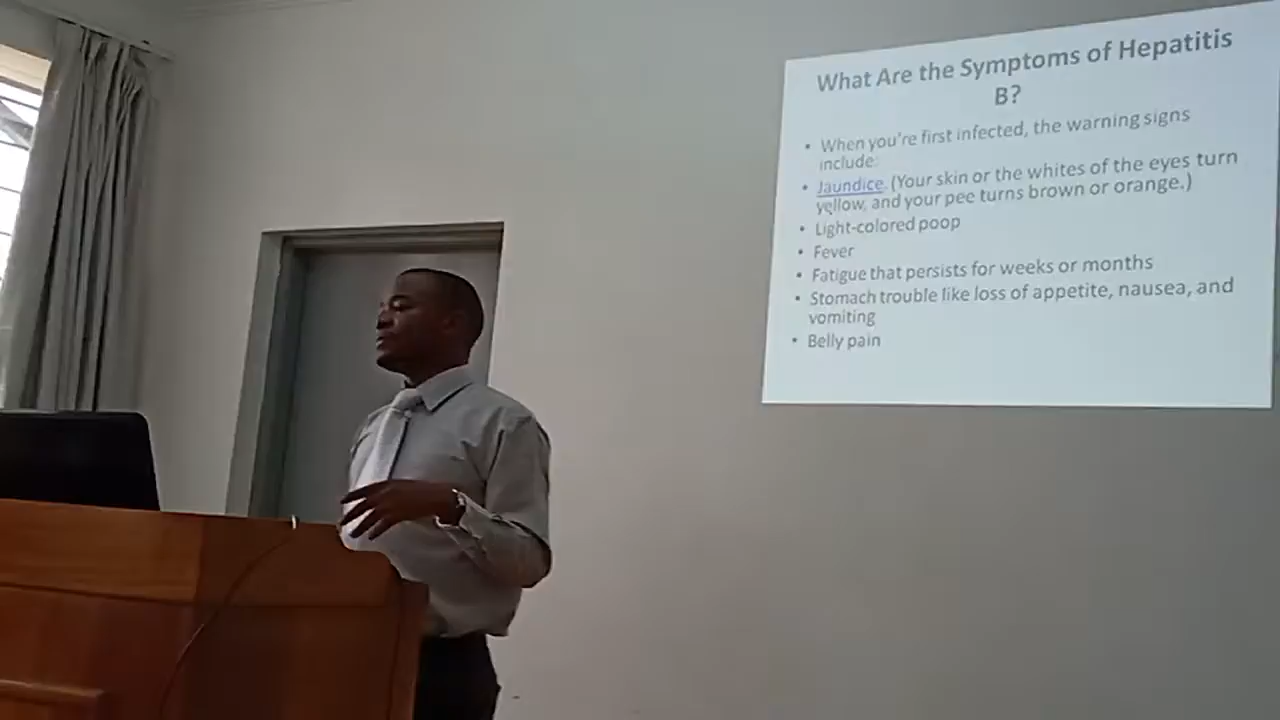 What Are the Symptoms of Hepatitis
B?
• When you're first infected, the warning signs
include:
• Jaundice. (Your skin or the whites of the eyes turn
yellow, and your pee turns brown or orange.)
• Light-colored poop
• Fever
• Fatigue that persists for weeks or months
• Stomach trouble like loss of appetite, nausea, and
vomiting
• Belly pain